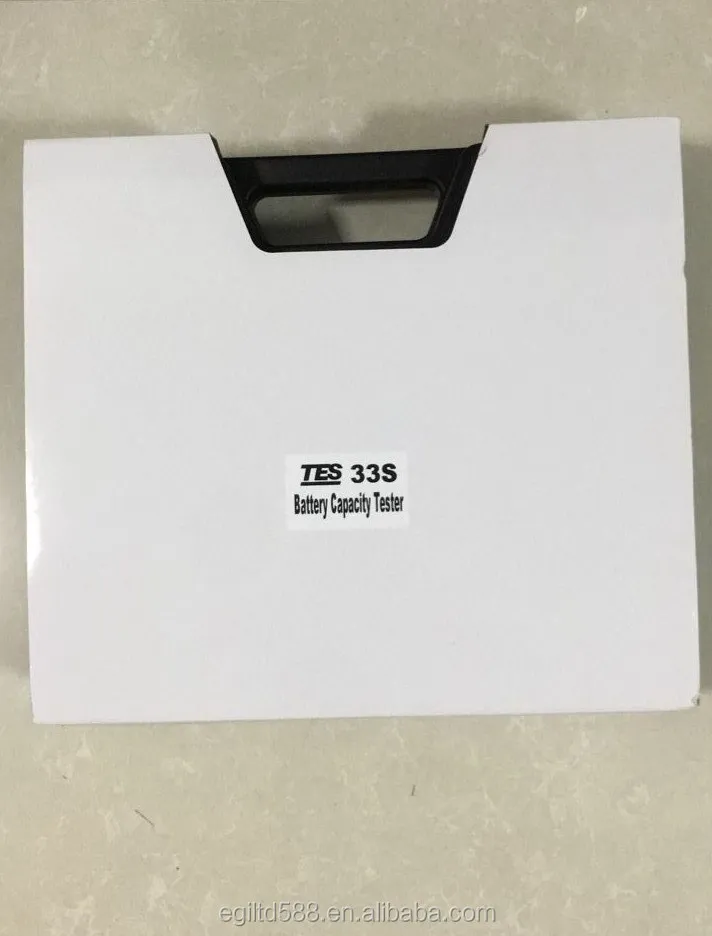 TES 33S
Battery Capacity Tester
egiltd588.en.alibaba.com